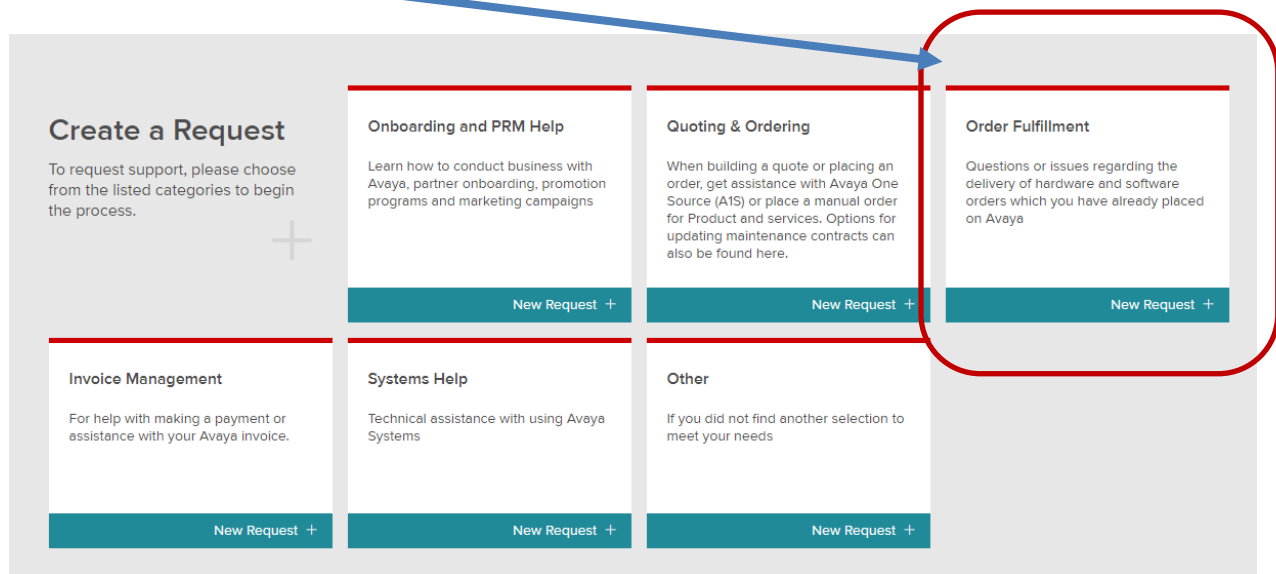 Create a Request
To request support, please choose
from the listed categories to begin
the process.
Onboarding and PRM Help
Learn how to conduct business with
Avaya, partner onboarding, promotion
programs and marketing campaigns
New Request +
Quoting & Ordering
When building a quote or placing an
order, get assistance with Avaya One
Source (A1S) or place a manual order
for Product and services. Options for
updating maintenance contracts can
also be found here.
New Request +
Order Fulfillment
Questions or issues regarding the
delivery of hardware and software
orders which you have already placed
on Avaya
New Request +
Invoice Management
For help with making a payment or
assistance with your Avaya invoice.
New Request +
Systems Help
Technical assistance with using Avaya
Systems
New Request +
Other
If you did not find another selection to
meet your needs
New Request +